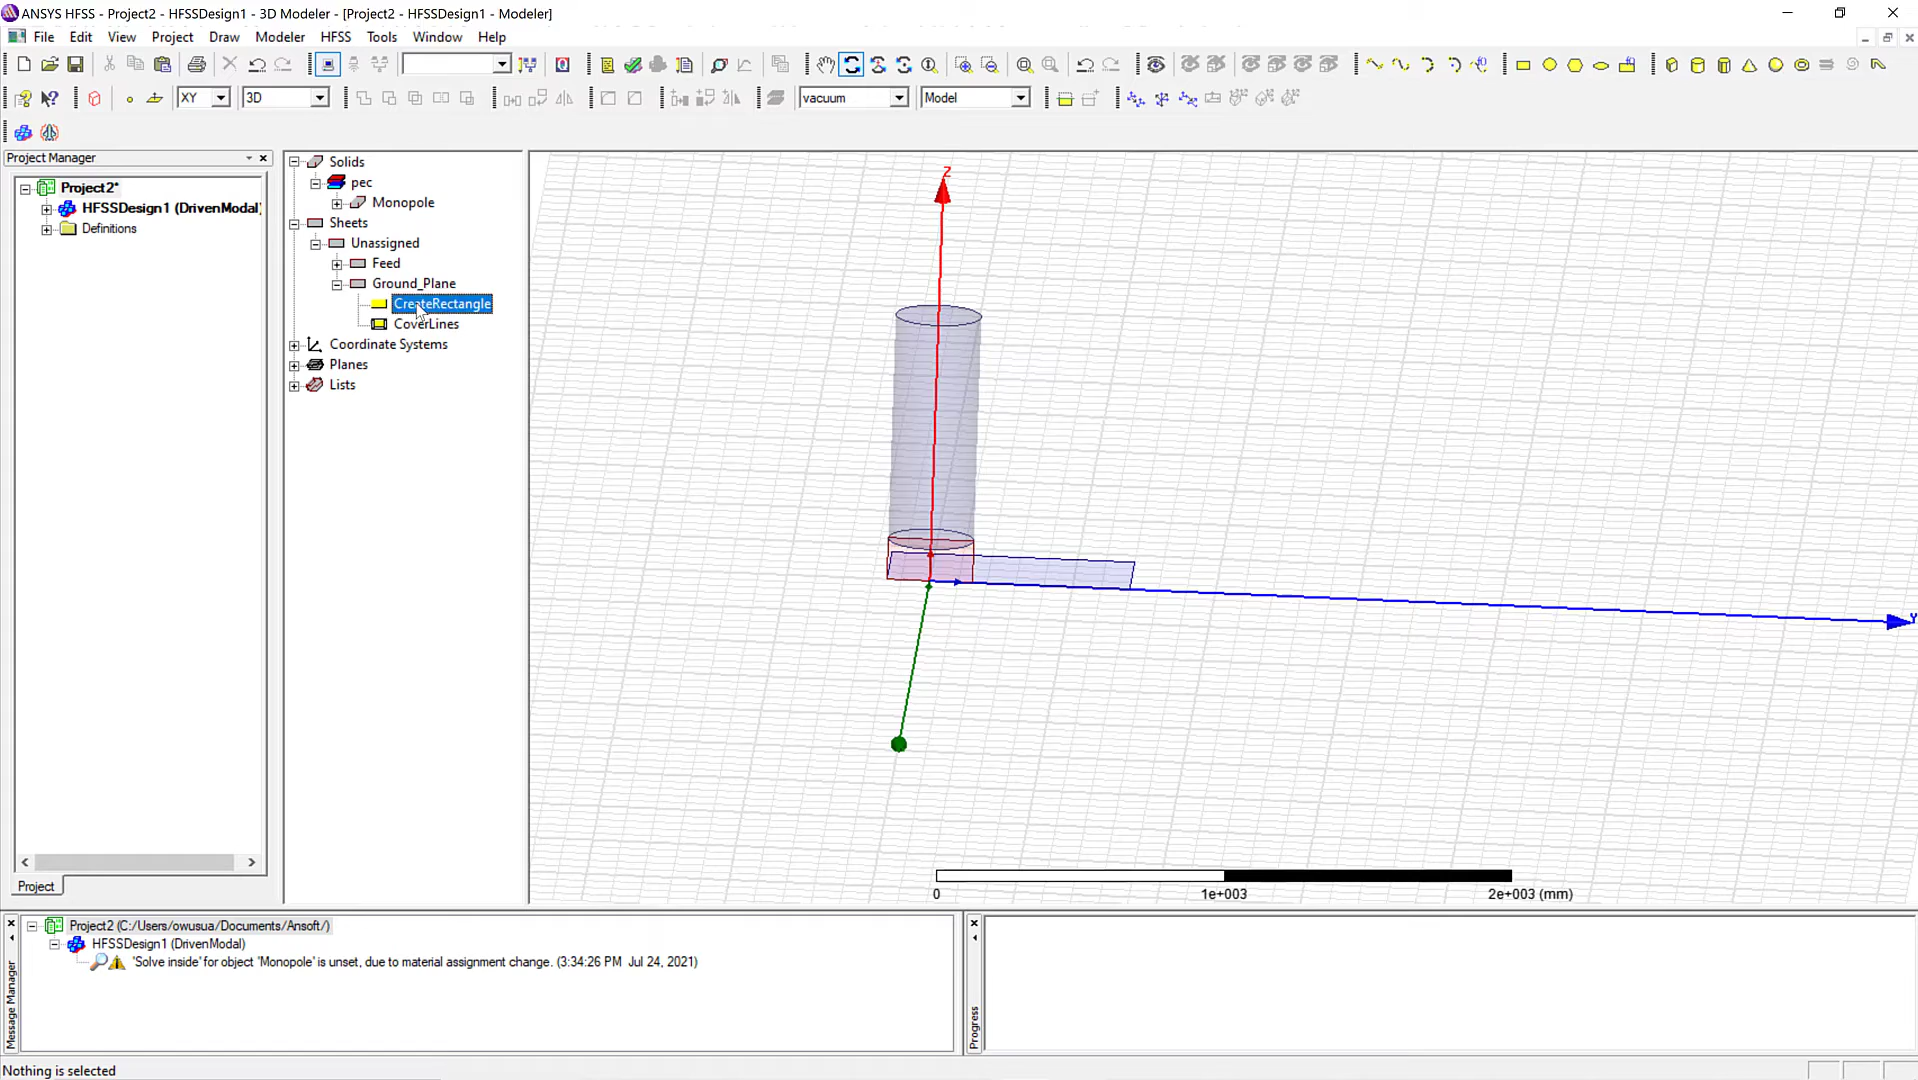 ANSYS HFSS - Project2 - HFSSDesign1 - 3D Modeler - [Project2 - HFSSDesign1 - Modeler]
File Edit View Project Draw Modeler HFSS Tools Window Help
XY 3D vacuum Model
Project Manager
Project2*
HFSSDesign1 (DrivenModal)
Definitions
Project
Solids
pec
Monopole
Sheets
Unassigned
Feed
Ground_Plane
CreateRectangle
CoverLines
Coordinate Systems
Planes
Lists
Z
Y
0 1e+003 2e+003 (mm)
Message Manager
Project2 (C:/Users/owusua/Documents/Ansoft/)
HFSSDesign1 (DrivenModal)
'Solve inside' for object 'Monopole' is unset, due to material assignment change. (3:34:26 PM Jul 24, 2021)
Progress
Nothing is selected